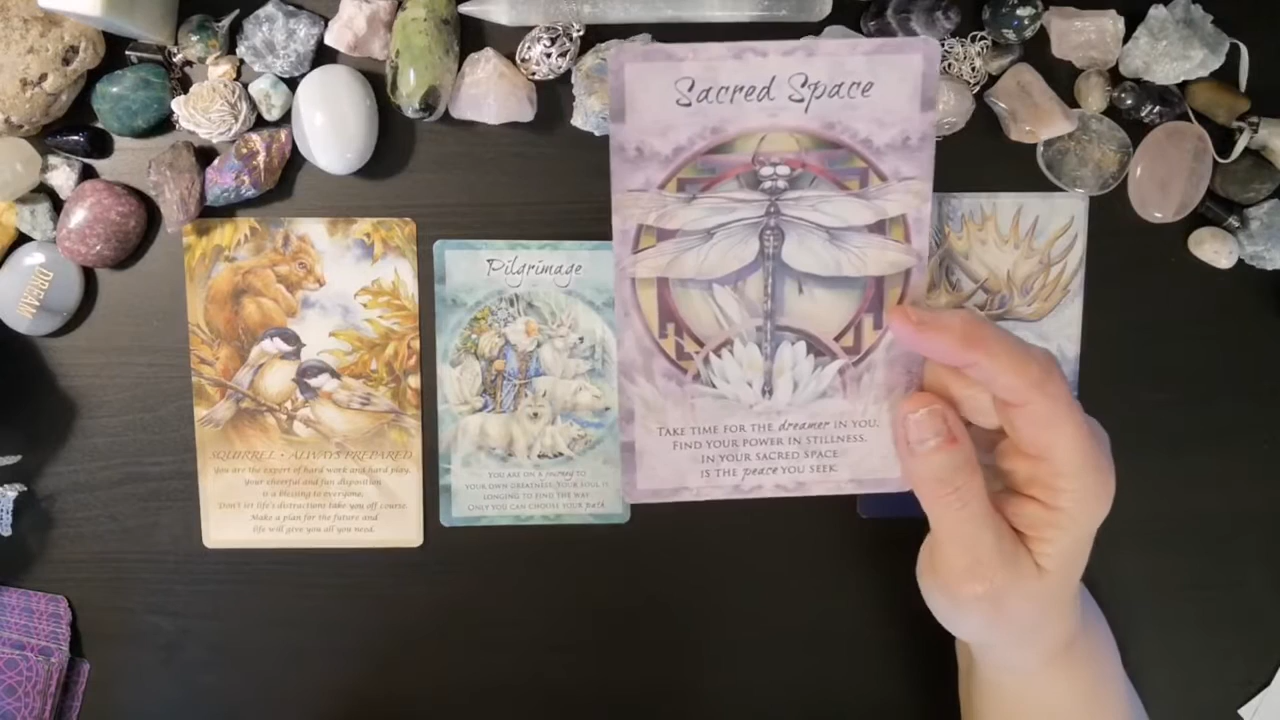 DREAM
SQUIRREL • ALWAYS PREPARED
You are the expert of hard work and hard play.
Your cheerful and fun disposition
is a blessing to everyone.
Don't let life's distractions take you off course.
Make a plan for the future and
life will give you all you need.
Pilgrimage
YOU ARE ON A JOURNEY TO
YOUR OWN GREATNESS. YOUR SOUL IS
LONGING TO FIND THE WAY
ONLY YOU CAN CHOOSE YOUR PATH.
Sacred Space
TAKE TIME FOR THE dreamer IN YOU.
FIND YOUR POWER IN STILLNESS,
IN YOUR SACRED SPACE
IS THE peace YOU SEEK